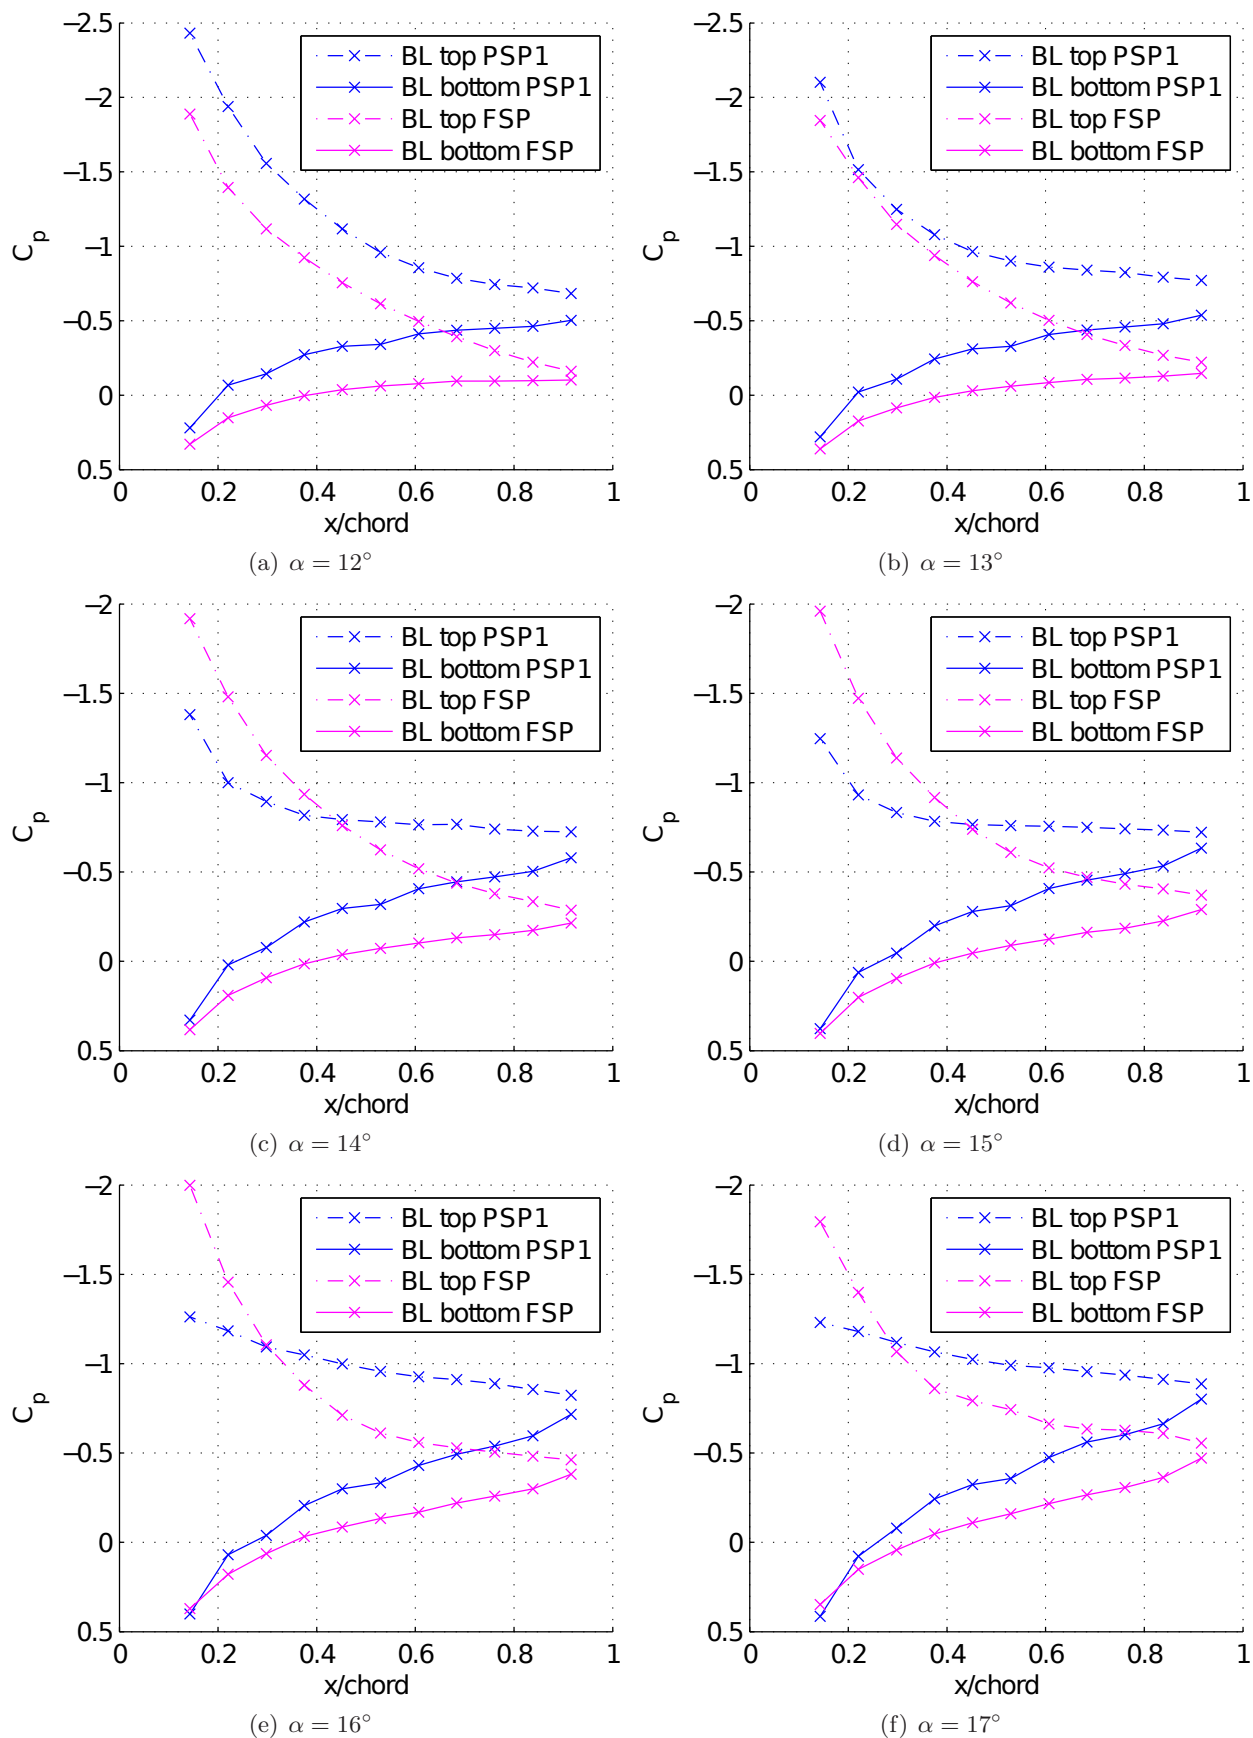 −2.5
−2
−1.5
−1
−0.5
0
0.5
C_p
0 0.2 0.4 0.6 0.8 1
x/chord
BL top PSP1
BL bottom PSP1
BL top FSP
BL bottom FSP
(a) α = 12°
−2.5
−2
−1.5
−1
−0.5
0
0.5
C_p
0 0.2 0.4 0.6 0.8 1
x/chord
BL top PSP1
BL bottom PSP1
BL top FSP
BL bottom FSP
(b) α = 13°
−2
−1.5
−1
−0.5
0
0.5
C_p
0 0.2 0.4 0.6 0.8 1
x/chord
BL top PSP1
BL bottom PSP1
BL top FSP
BL bottom FSP
(c) α = 14°
−2
−1.5
−1
−0.5
0
0.5
C_p
0 0.2 0.4 0.6 0.8 1
x/chord
BL top PSP1
BL bottom PSP1
BL top FSP
BL bottom FSP
(d) α = 15°
−2
−1.5
−1
−0.5
0
0.5
C_p
0 0.2 0.4 0.6 0.8 1
x/chord
BL top PSP1
BL bottom PSP1
BL top FSP
BL bottom FSP
(e) α = 16°
−2
−1.5
−1
−0.5
0
0.5
C_p
0 0.2 0.4 0.6 0.8 1
x/chord
BL top PSP1
BL bottom PSP1
BL top FSP
BL bottom FSP
(f) α = 17°